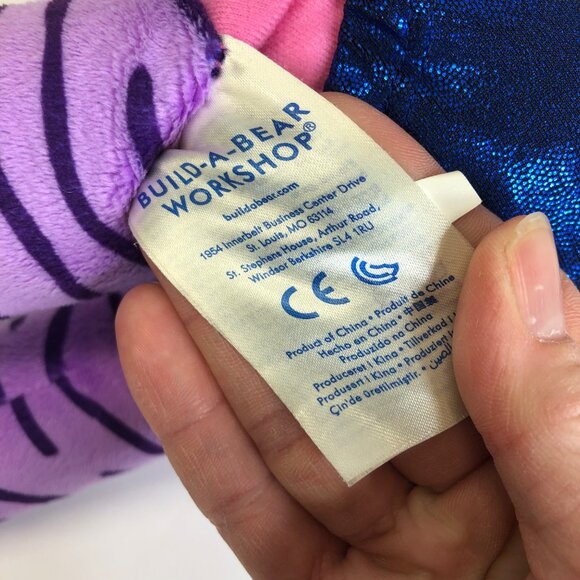 BUILD-A-BEAR
WORKSHOP®
buildabear.com
1954 Innerbelt Business Center Drive
St. Louis, MO 63114
St. Stephens House, Arthur Road,
Windsor Berkshire SL4 1RU
CE
Product of China • Produit de Chine
Hecho en China • 中国製
Produzido na China
Produceret i Kina • Tillverkad i
Produsert i Kina • Produziert
Çin'de üretilmiştir. •